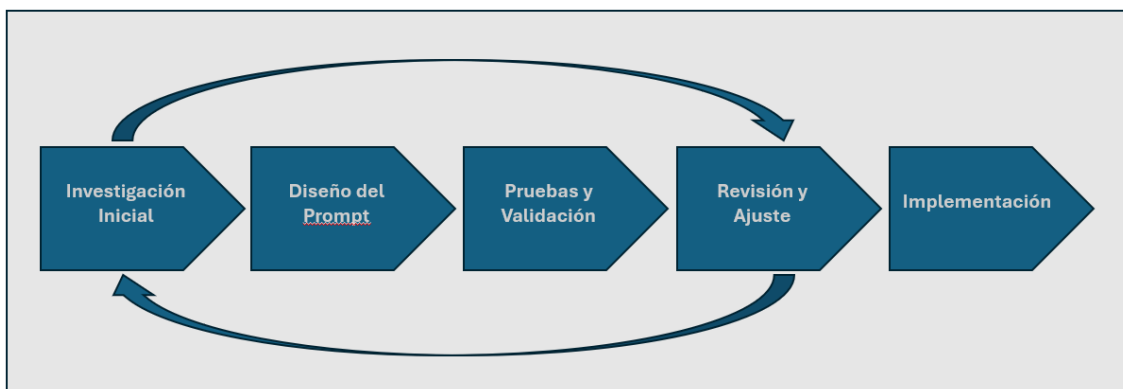 Investigación
Inicial
Diseño del
Prompt
Pruebas y
Validación
Revisión y
Ajuste
Implementación